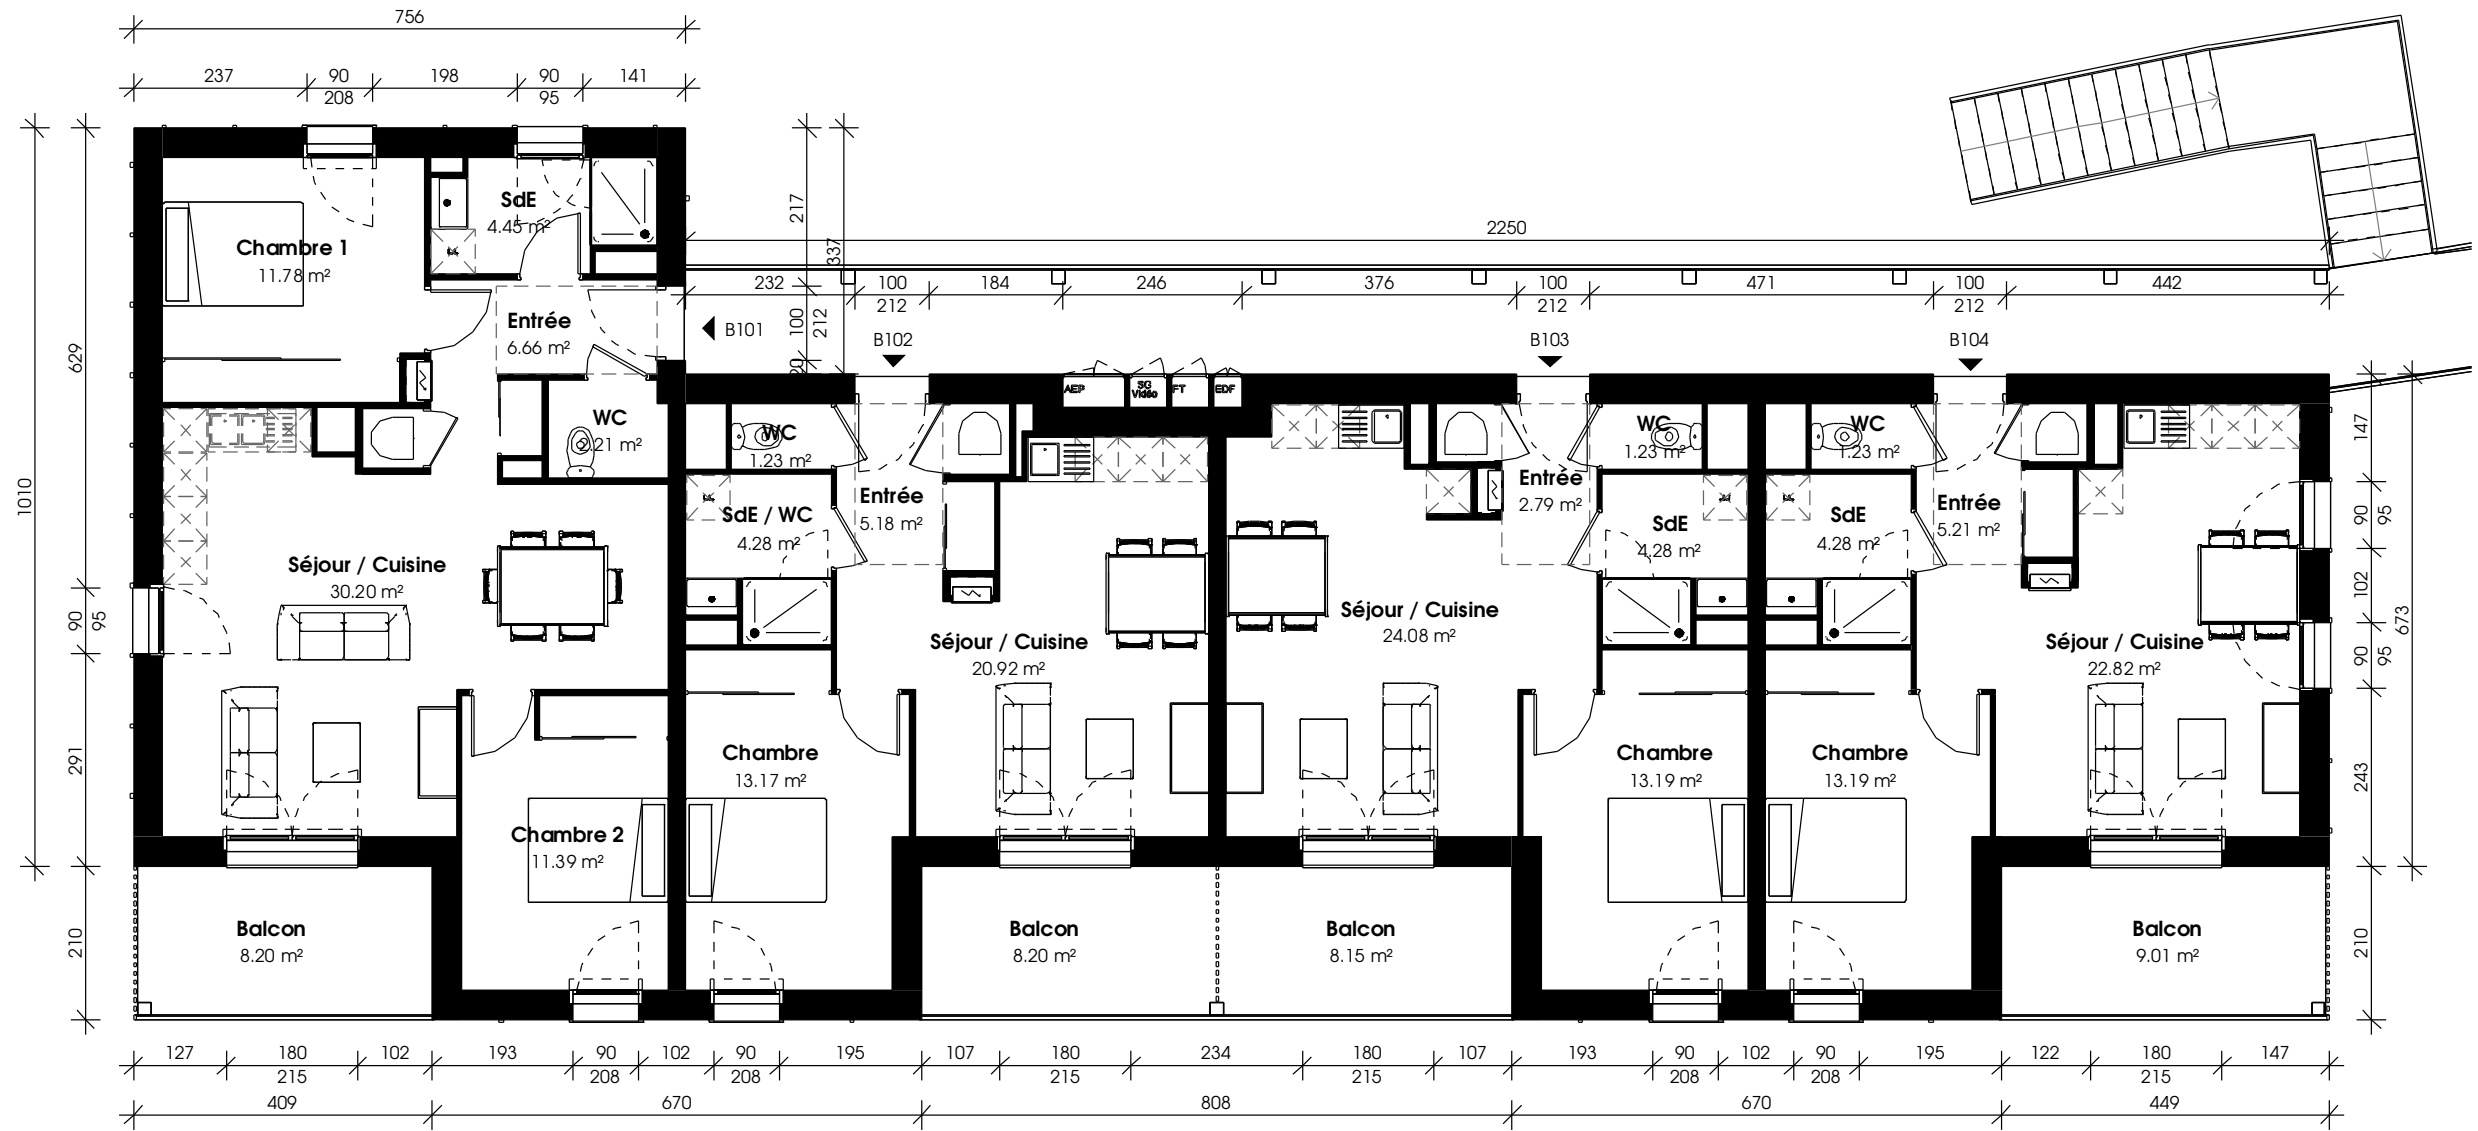 756
237
90
198
90
141
208
95
1010
629
90
95
291
210
217
337
100
212
20
2250
232
100
184
246
376
100
471
100
442
212
212
212
B101
B102
B103
B104
AEP
SG
Vidéo
FT
EDF
Chambre 1
11.78 m²
SdE
4.45 m²
Entrée
6.66 m²
WC
2.21 m²
Séjour / Cuisine
30.20 m²
Chambre 2
11.39 m²
Balcon
8.20 m²
WC
1.23 m²
SdE / WC
4.28 m²
Entrée
5.18 m²
Séjour / Cuisine
20.92 m²
Chambre
13.17 m²
Balcon
8.20 m²
Séjour / Cuisine
24.08 m²
Entrée
2.79 m²
WC
1.23 m²
SdE
4.28 m²
Chambre
13.19 m²
Balcon
8.15 m²
WC
1.23 m²
SdE
4.28 m²
Entrée
5.21 m²
Séjour / Cuisine
22.82 m²
Chambre
13.19 m²
Balcon
9.01 m²
147
90
95
102
90
95
243
673
210
127
180
102
193
90
102
90
195
107
180
234
180
107
193
90
102
90
195
122
180
147
215
208
208
215
215
208
208
215
409
670
808
670
449